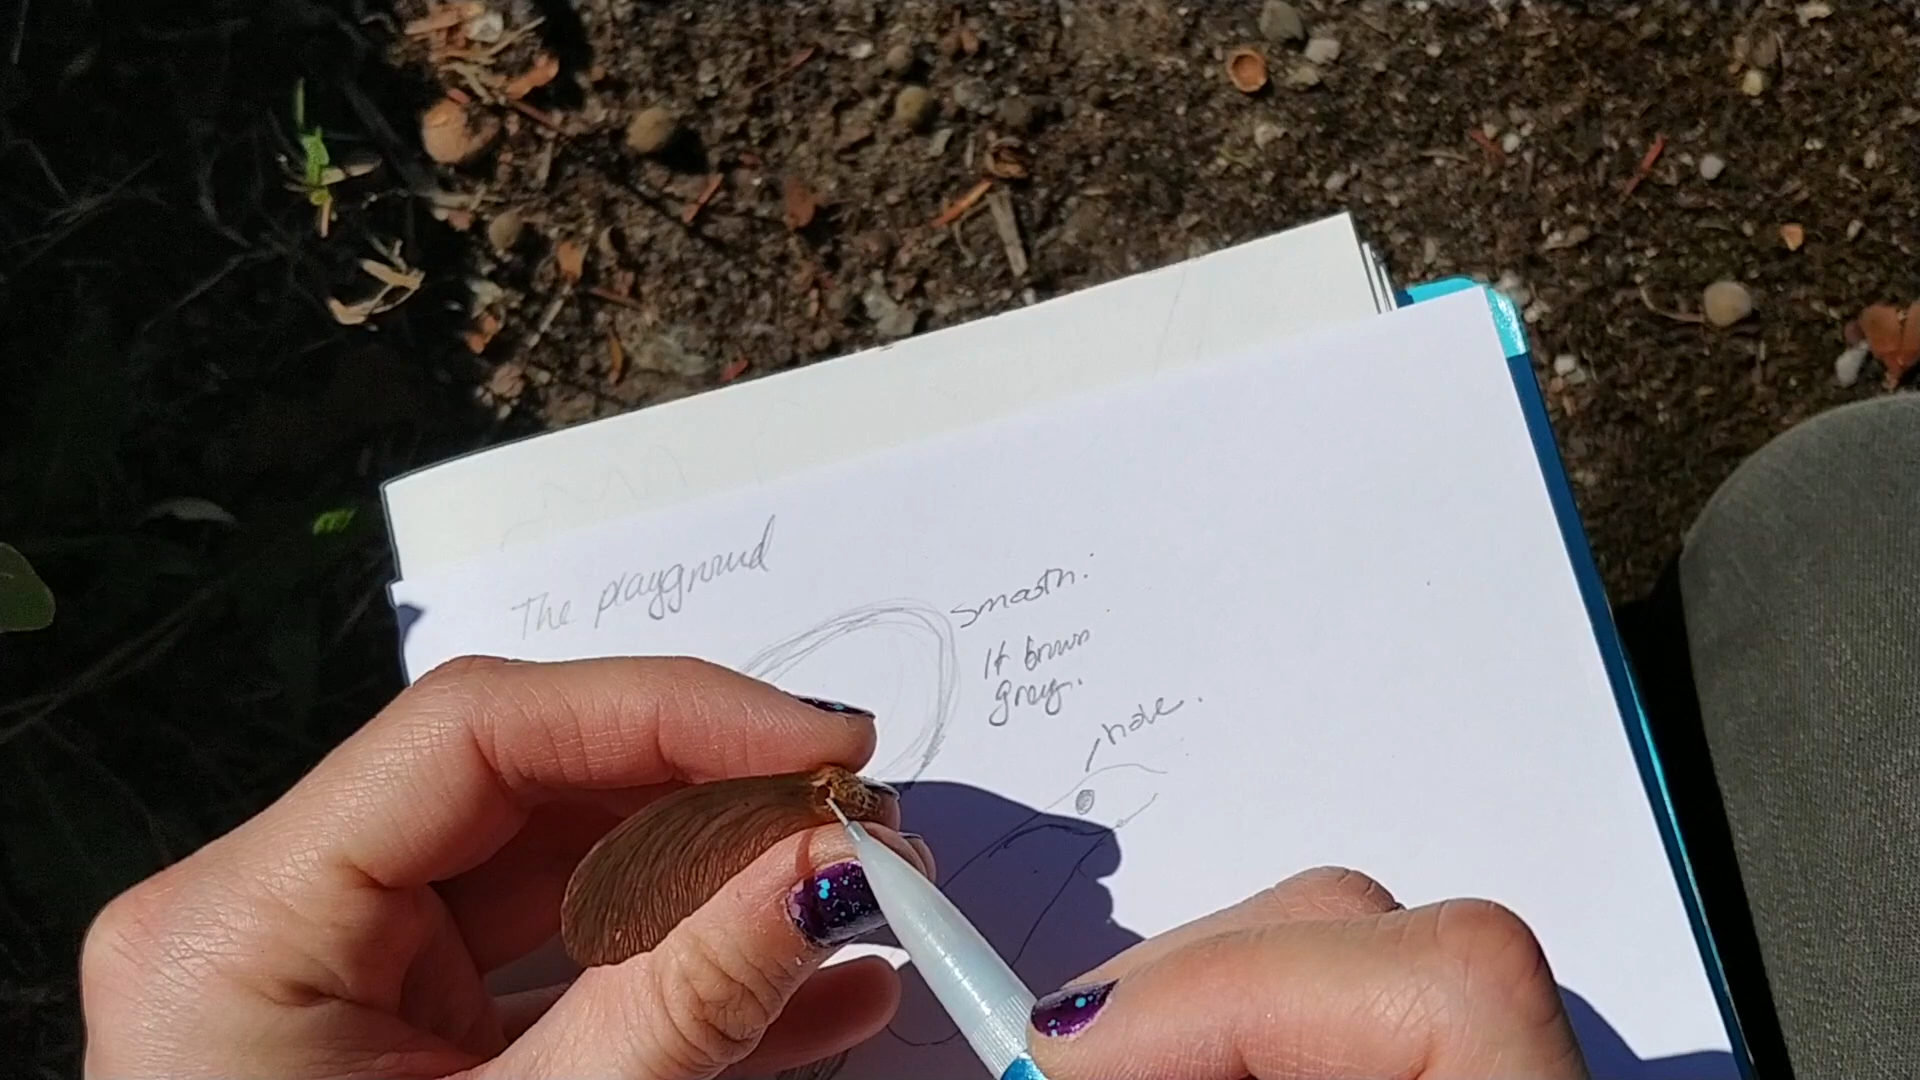 The playground
Smooth.
lt brown
grey.
hole.